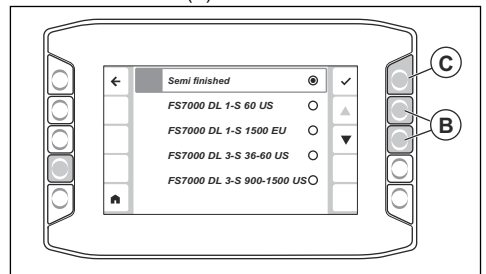 Semi finished
FS7000 DL 1-S 60 US
FS7000 DL 1-S 1500 EU
FS7000 DL 3-S 36-60 US
FS7000 DL 3-S 900-1500 US
C
B